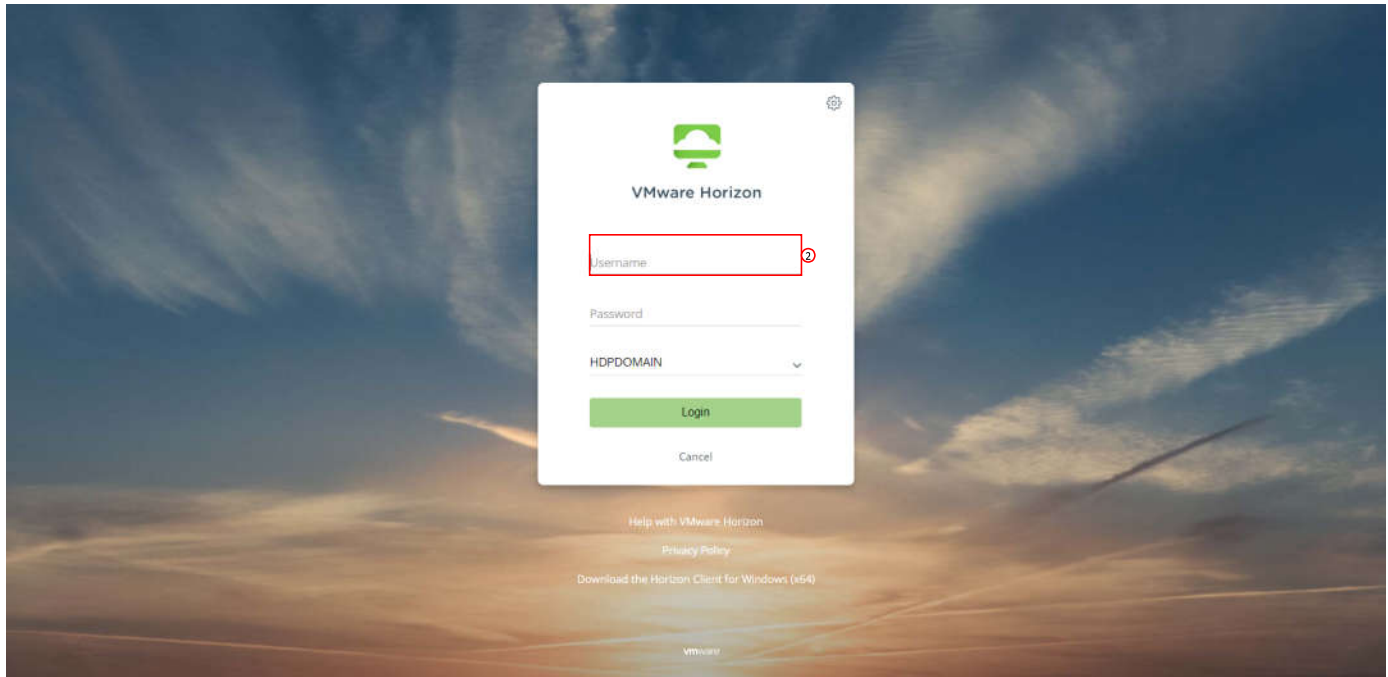 VMware Horizon
Username
②
Password
HDPDOMAIN
Login
Cancel
Help with VMware Horizon
Privacy Policy
Download the Horizon Client for Windows (x64)
vmware